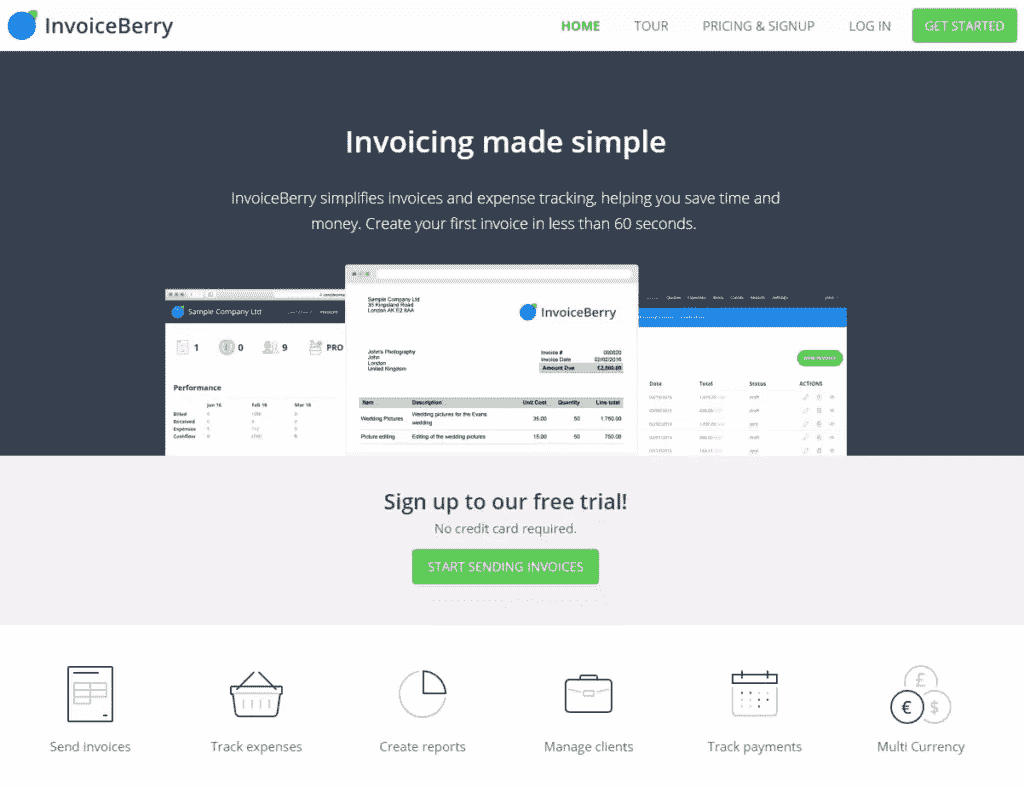 InvoiceBerry
HOME TOUR PRICING & SIGNUP LOG IN GET STARTED
Invoicing made simple
InvoiceBerry simplifies invoices and expense tracking, helping you save time and
money. Create your first invoice in less than 60 seconds.
Sample Company Ltd
1 0 9 PRO
Performance
Jan 16 Feb 16 Mar 16
Billed
Received
Expenses
Cashflow
Sample Company Ltd
35 Kingsland Road
London AK E2 8AA
InvoiceBerry
John's Photography
John
London
United Kingdom
Invoice #
Invoice Date 02/02/2016
Amount Due
Item Description Unit Cost Quantity Line total
Wedding Pictures Wedding pictures for the Evans wedding 35.00 50 1,750.00
Picture editing Editing of the wedding pictures 15.00 50 750.00
Date Total Status ACTIONS
draft
draft
sent
draft
sent
Sign up to our free trial!
No credit card required.
START SENDING INVOICES
£
€ $
Send invoices Track expenses Create reports Manage clients Track payments Multi Currency